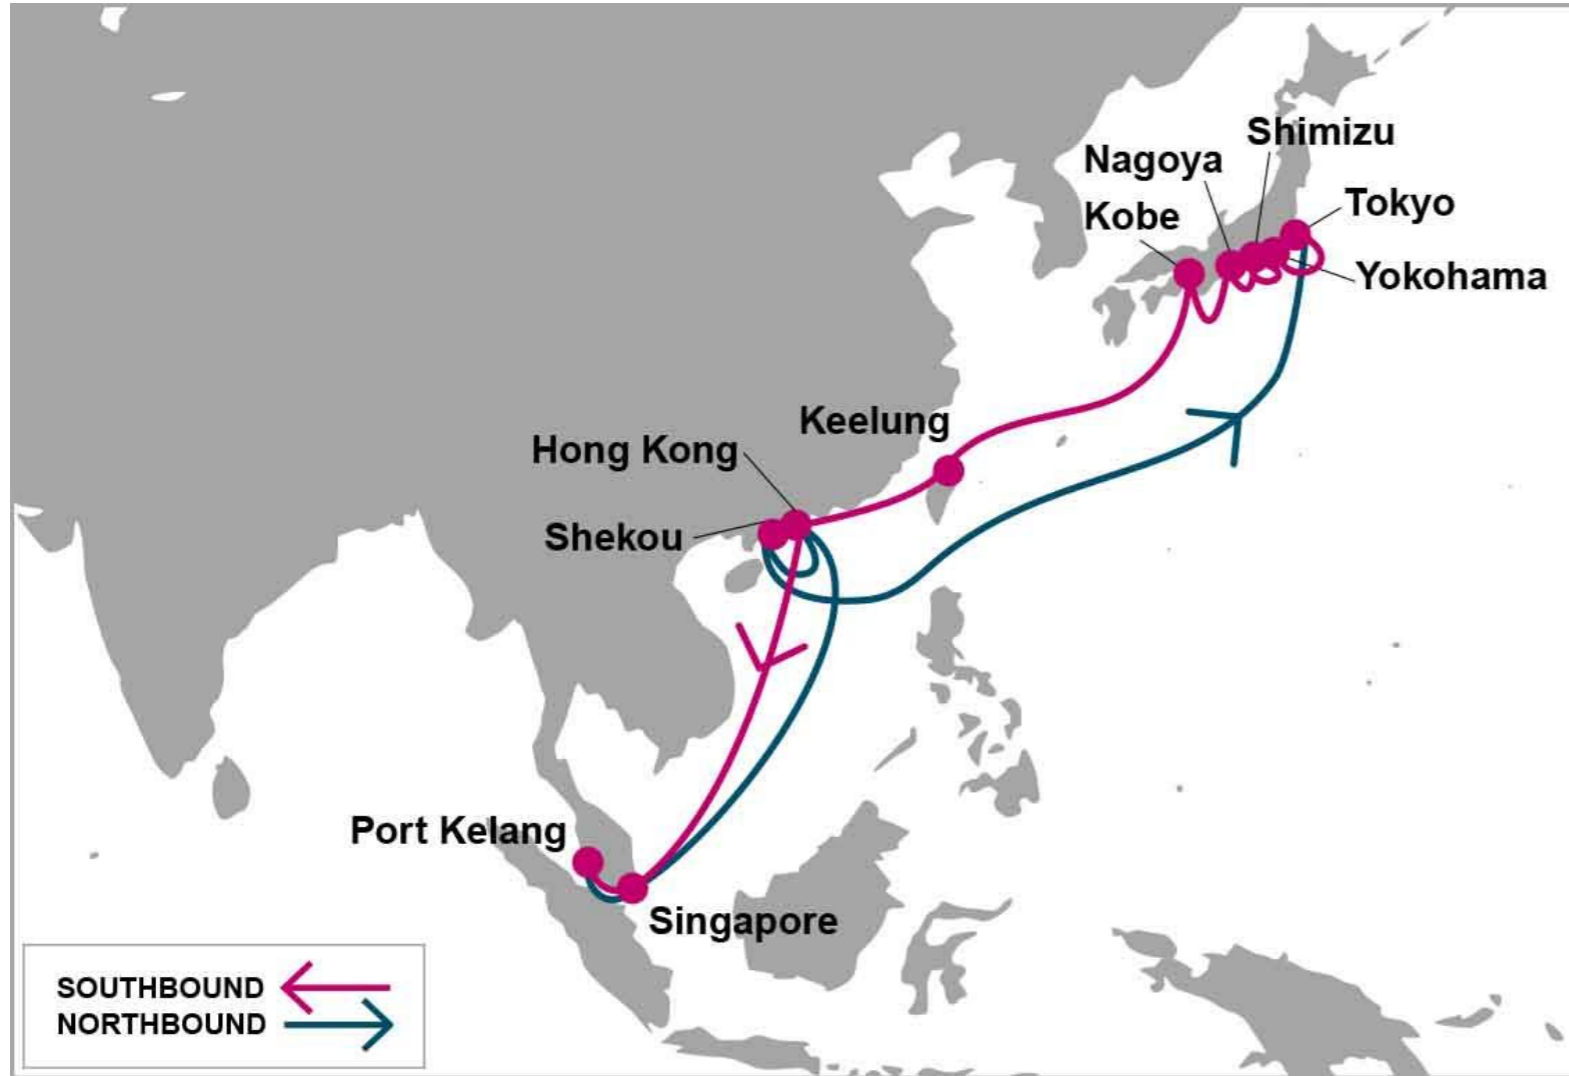 Shimizu
Nagoya
Tokyo
Kobe
Yokohama
Keelung
Hong Kong
Shekou
Port Kelang
Singapore
SOUTHBOUND
NORTHBOUND